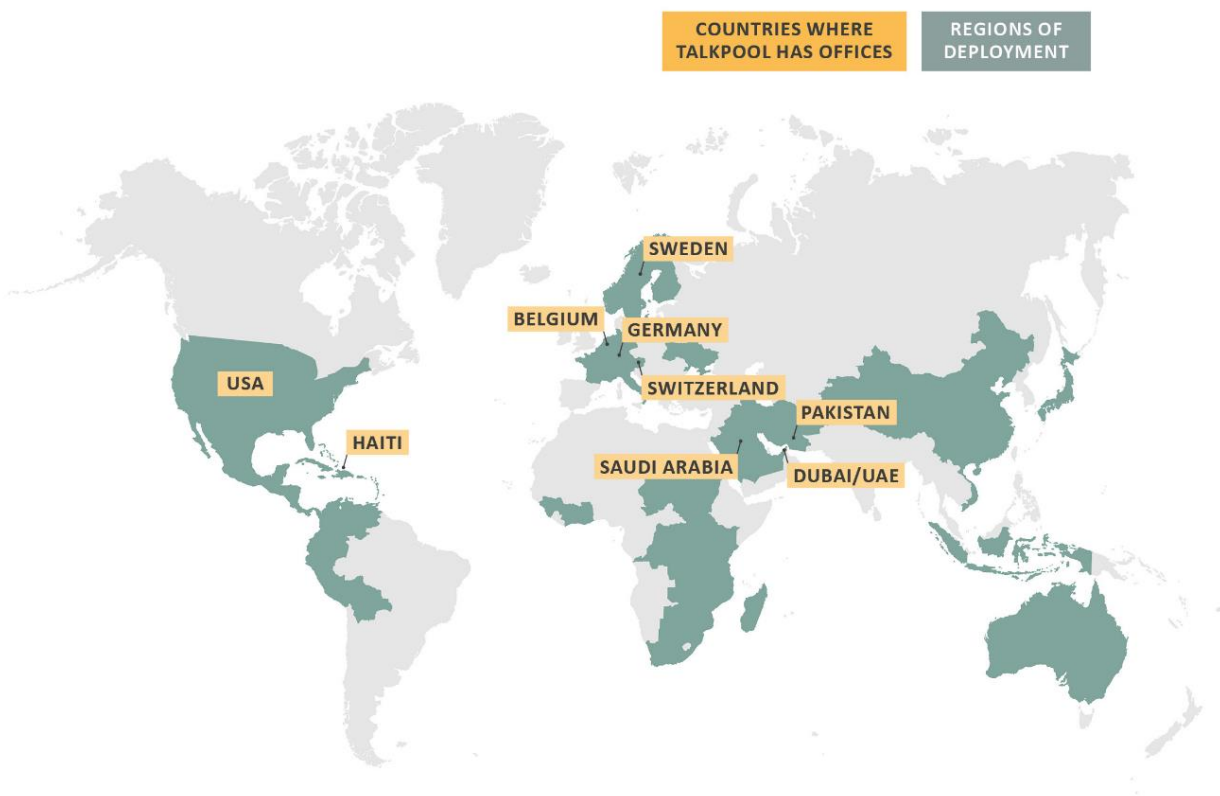 COUNTRIES WHERE
TALKPOOL HAS OFFICES
REGIONS OF
DEPLOYMENT
SWEDEN
BELGIUM
GERMANY
USA
SWITZERLAND
PAKISTAN
HAITI
SAUDI ARABIA
DUBAI/UAE